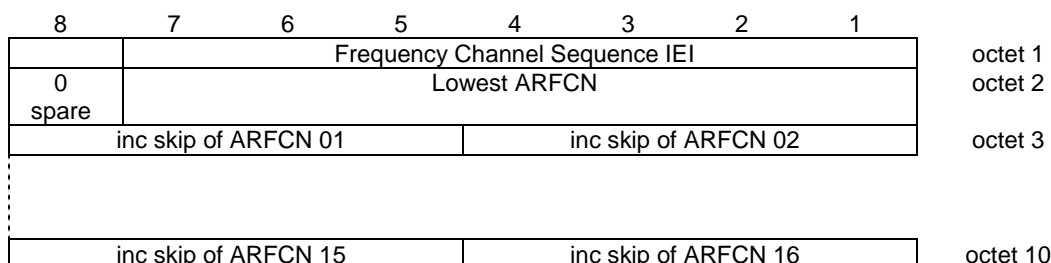 8 7 6 5 4 3 2 1
Frequency Channel Sequence IEI octet 1
0 Lowest ARFCN octet 2
spare
inc skip of ARFCN 01 inc skip of ARFCN 02 octet 3
inc skip of ARFCN 15 inc skip of ARFCN 16 octet 10